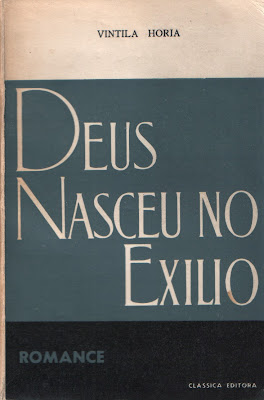 VINTILA HORIA
DEUS
NASCEU NO
EXILIO
ROMANCE
CLASSICA EDITORA